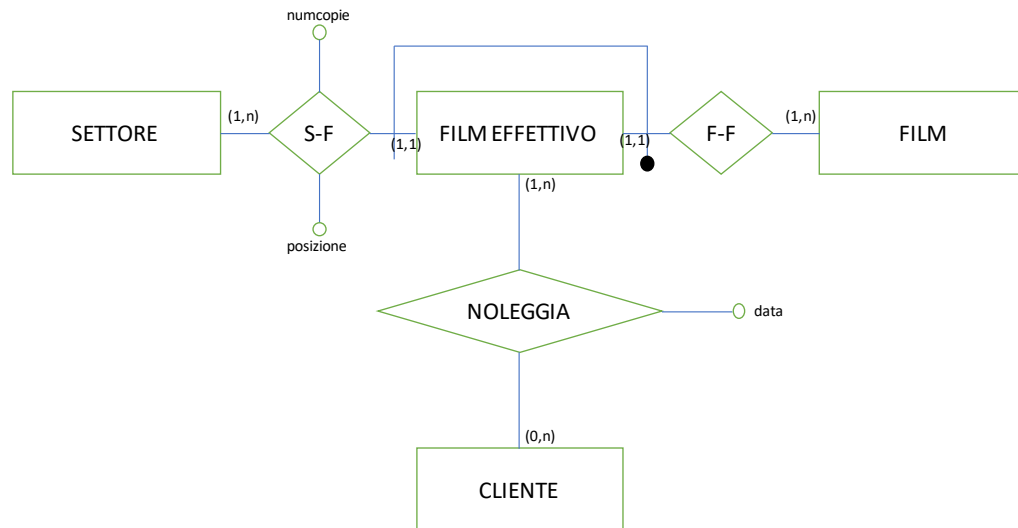 numcopie
SETTORE
(1,n)
S-F
(1,1)
FILM EFFETTIVO
(1,1)
F-F
(1,n)
FILM
(1,n)
posizione
NOLEGGIA
data
(0,n)
CLIENTE